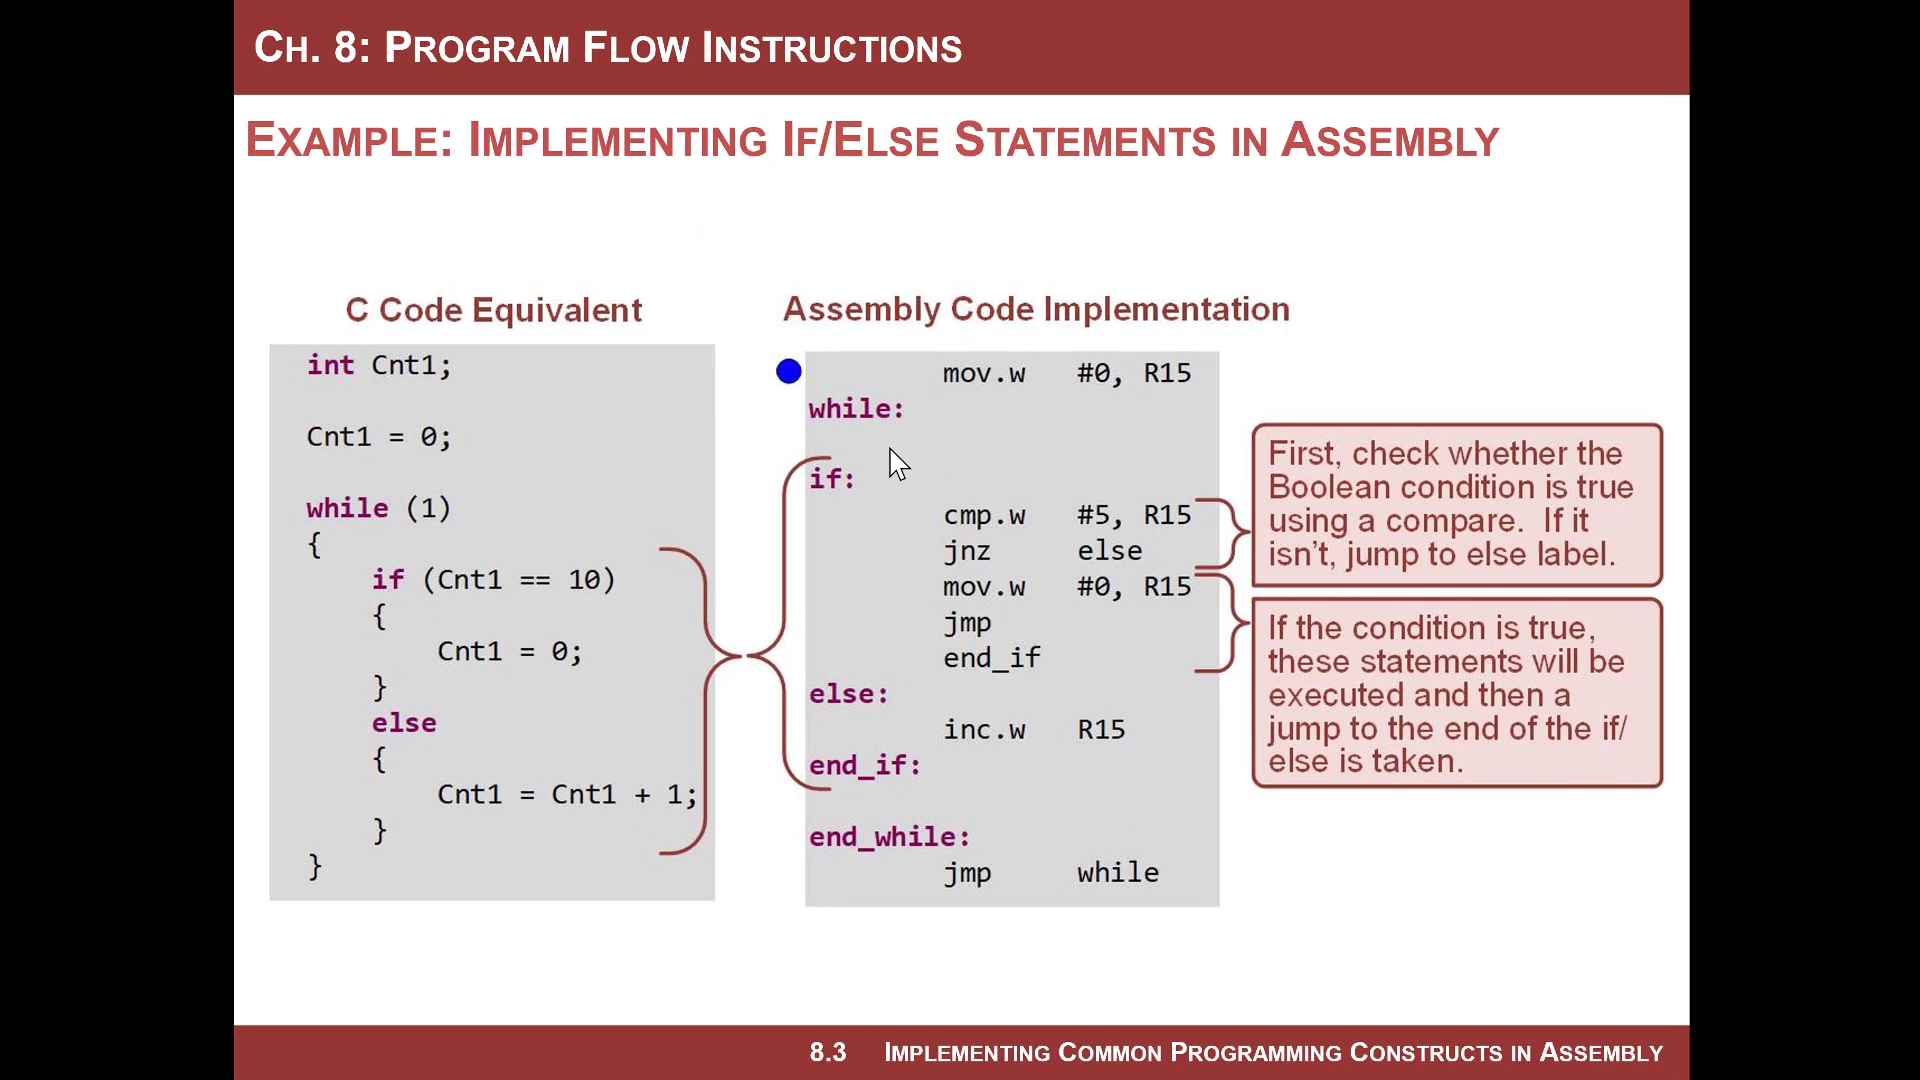 CH. 8: PROGRAM FLOW INSTRUCTIONS
EXAMPLE: IMPLEMENTING IF/ELSE STATEMENTS IN ASSEMBLY
C Code Equivalent
int Cnt1;
Cnt1 = 0;
while (1)
{
if (Cnt1 == 10)
{
Cnt1 = 0;
}
else
{
Cnt1 = Cnt1 + 1;
}
}
Assembly Code Implementation
mov.w #0, R15
while:
if:
cmp.w #5, R15
jnz else
mov.w #0, R15
jmp
end_if
else:
inc.w R15
end_if:
end_while:
jmp while
First, check whether the
Boolean condition is true
using a compare. If it
isn't, jump to else label.
If the condition is true,
these statements will be
executed and then a
jump to the end of the if/
else is taken.
8.3 IMPLEMENTING COMMON PROGRAMMING CONSTRUCTS IN ASSEMBLY